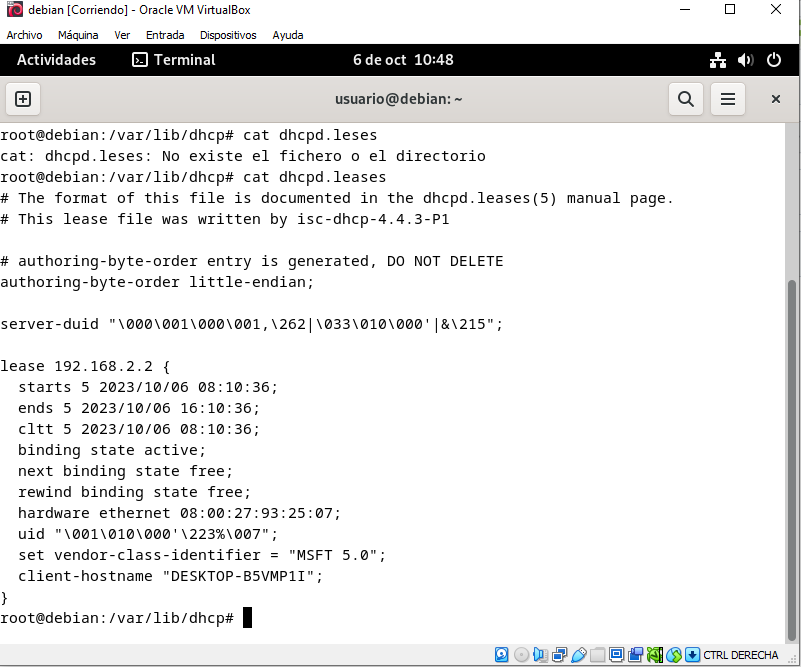 debian [Corriendo] - Oracle VM VirtualBox
Archivo Máquina Ver Entrada Dispositivos Ayuda
Actividades Terminal 6 de oct 10:48
usuario@debian: ~
root@debian:/var/lib/dhcp# cat dhcpd.leses
cat: dhcpd.leses: No existe el fichero o el directorio
root@debian:/var/lib/dhcp# cat dhcpd.leases
# The format of this file is documented in the dhcpd.leases(5) manual page.
# This lease file was written by isc-dhcp-4.4.3-P1
# authoring-byte-order entry is generated, DO NOT DELETE
authoring-byte-order little-endian;
server-duid "\000\001\000\001,\262|\033\010\000'|&\215";
lease 192.168.2.2 {
  starts 5 2023/10/06 08:10:36;
  ends 5 2023/10/06 16:10:36;
  cltt 5 2023/10/06 08:10:36;
  binding state active;
  next binding state free;
  rewind binding state free;
  hardware ethernet 08:00:27:93:25:07;
  uid "\001\010\000'\223%\007";
  set vendor-class-identifier = "MSFT 5.0";
  client-hostname "DESKTOP-B5VMP1I";
}
root@debian:/var/lib/dhcp#
CTRL DERECHA